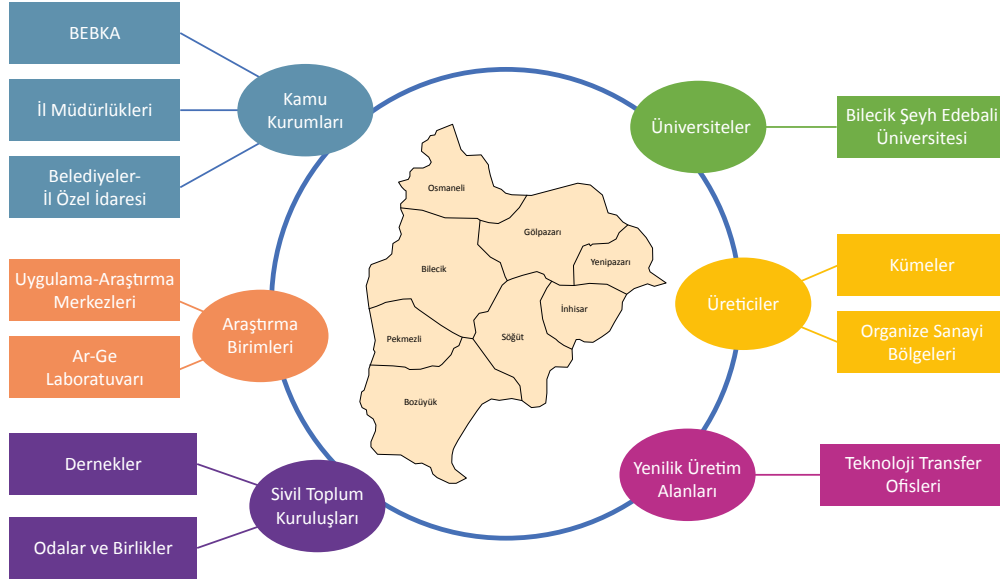 BEBKA
İl Müdürlükleri
Belediyeler-
İl Özel İdaresi
Kamu
Kurumları
Uygulama-Araştırma
Merkezleri
Ar-Ge
Laboratuvarı
Araştırma
Birimleri
Dernekler
Odalar ve Birlikler
Sivil Toplum
Kuruluşları
Osmaneli
Gölpazarı
Yenipazarı
Bilecik
İnhisar
Söğüt
Pekmezli
Bozüyük
Üniversiteler
Bilecik Şeyh Edebali
Üniversitesi
Üreticiler
Kümeler
Organize Sanayi
Bölgeleri
Yenilik Üretim
Alanları
Teknoloji Transfer
Ofisleri